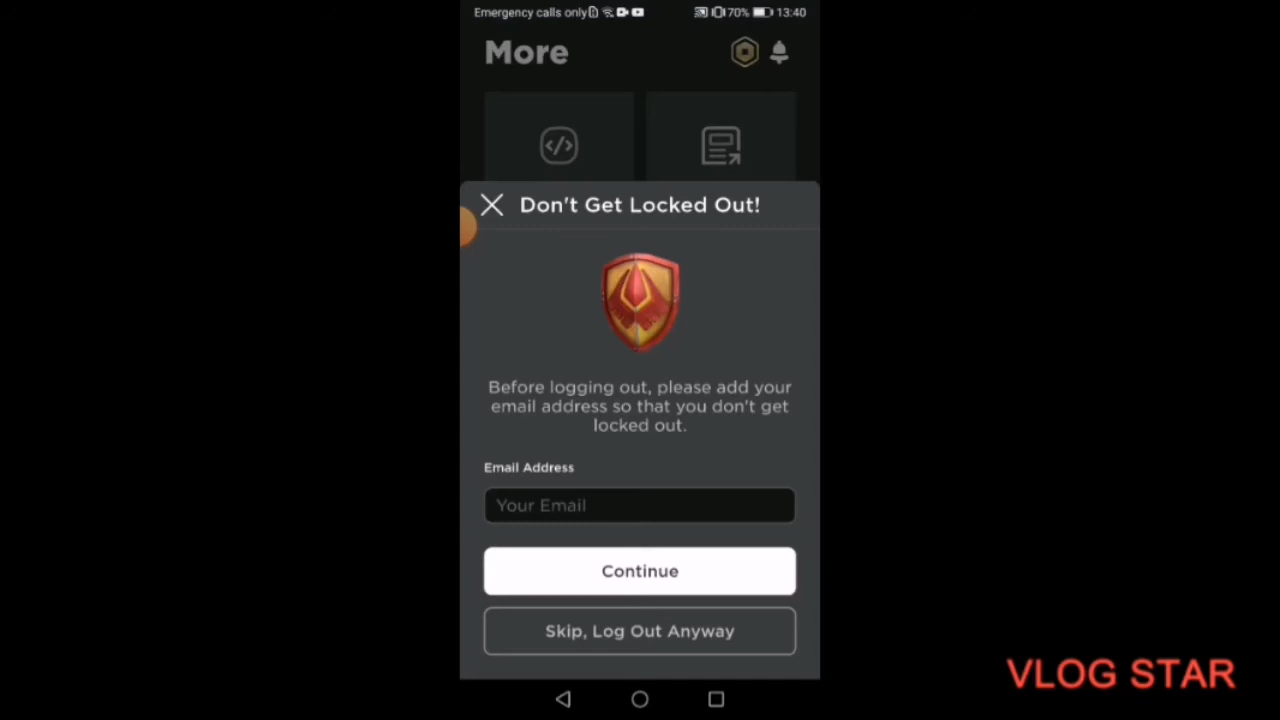 Emergency calls only 70% 13:40
More
Don't Get Locked Out!
Before logging out, please add your
email address so that you don't get
locked out.
Email Address
Your Email
Continue
Skip, Log Out Anyway
VLOG STAR